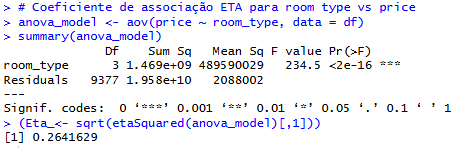 > # Coeficiente de associação ETA para room type vs price
> anova_model <- aov(price ~ room_type, data = df)
> summary(anova_model)
Df Sum Sq Mean Sq F value Pr(>F)
room_type 3 1.469e+09 489590029 234.5 <2e-16 ***
Residuals 9377 1.958e+10 2088002
---
Signif. codes: 0 ‘***’ 0.001 ‘**’ 0.01 ‘*’ 0.05 ‘.’ 0.1 ‘ ’ 1
> (Eta_<- sqrt(etaSquared(anova_model)[,1]))
[1] 0.2641629